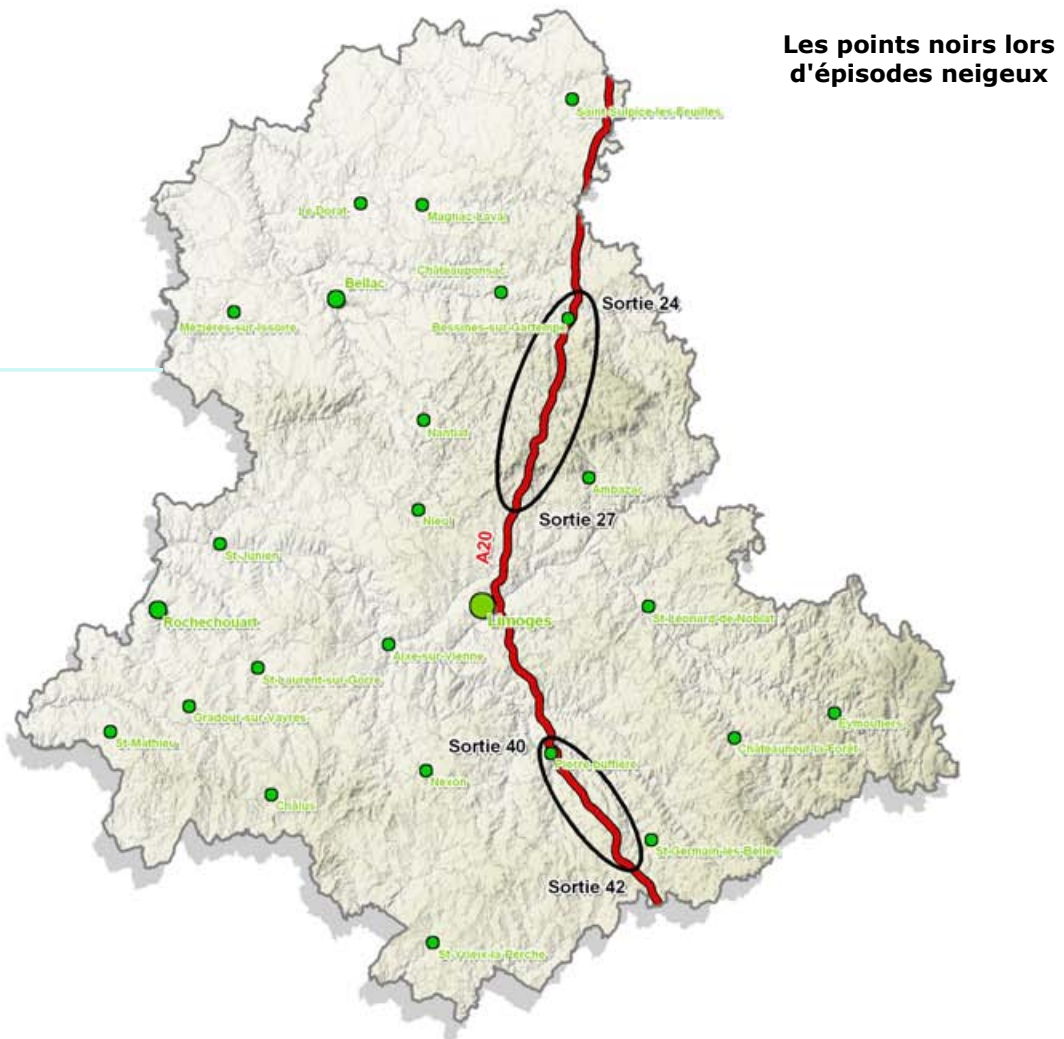 Les points noirs lors
d'épisodes neigeux
Saint-Sulpice-les-Feuilles
Le Dorat
Magnac-Laval
Châteauponsac
Bellac
Sortie 24
Mézières-sur-Issoire
Bessines-sur-Gartempe
Nantiat
Ambazac
Nieul
Sortie 27
A20
St-Junien
Rochechouart
Limoges
St-Léonard-de-Noblat
Aixe-sur-Vienne
St-Laurent-sur-Gorre
Oradour-sur-Vayres
St-Mathieu
Eymoutiers
Châteauneuf-la-Forêt
Sortie 40
Pierre-buffière
Nexon
Châlus
St-Germain-les-Belles
Sortie 42
St-Yrieix-la-Perche